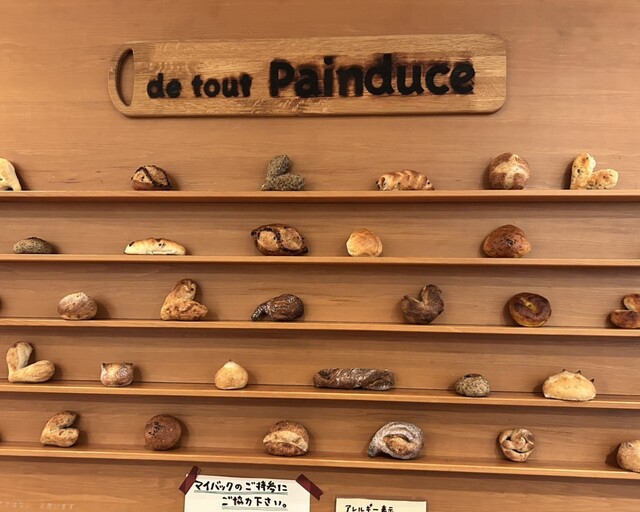 de tout Painduce
マイバックのご持参に
ご協力下さい。
アレルギー表示